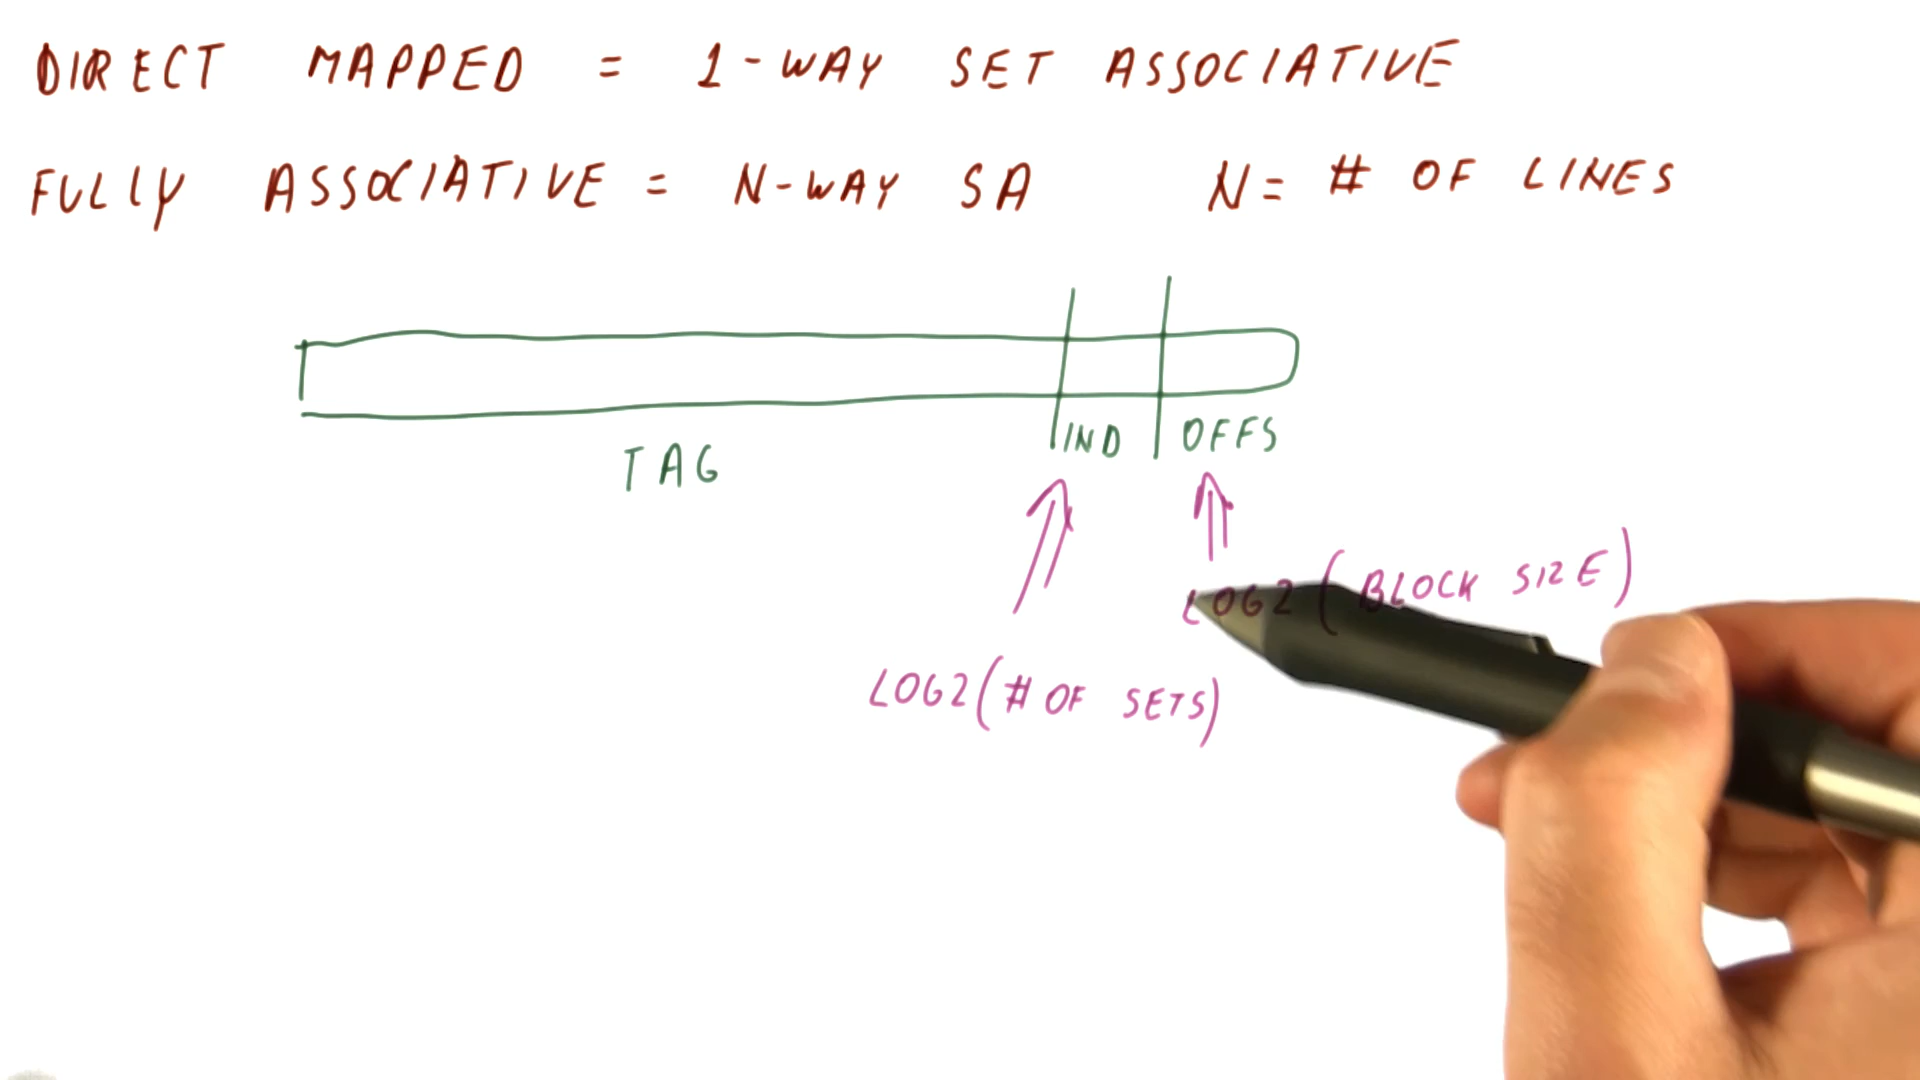 DIRECT MAPPED = 1-WAY SET ASSOCIATIVE
FULLY ASSOCIATIVE = N-WAY SA N = # OF LINES
TAG IND OFFS
LOG2(BLOCK SIZE)
LOG2(# OF SETS)